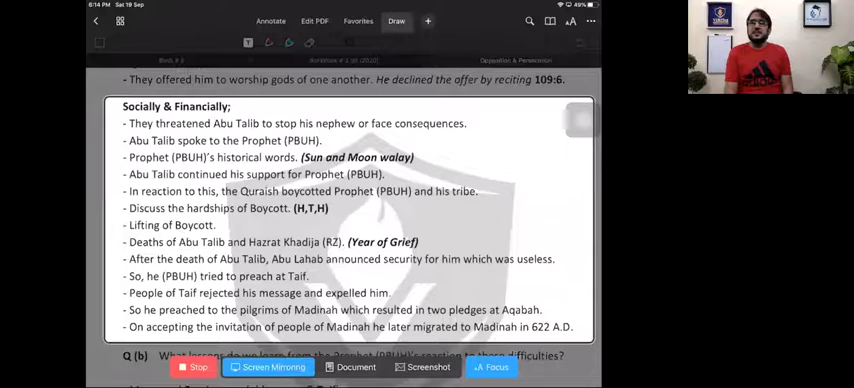 6:14 PM Sat 19 Sep
49%
Annotate Edit PDF Favorites Draw +
Oppression & Persecution
- They offered him to worship gods of one another. He declined the offer by reciting 109:6.
Socially & Financially;
- They threatened Abu Talib to stop his nephew or face consequences.
- Abu Talib spoke to the Prophet (PBUH).
- Prophet (PBUH)'s historical words. (Sun and Moon walay)
- Abu Talib continued his support for Prophet (PBUH).
- In reaction to this, the Quraish boycotted Prophet (PBUH) and his tribe.
- Discuss the hardships of Boycott. (H,T,H)
- Lifting of Boycott.
- Deaths of Abu Talib and Hazrat Khadija (RZ). (Year of Grief)
- After the death of Abu Talib, Abu Lahab announced security for him which was useless.
- So, he (PBUH) tried to preach at Taif.
- People of Taif rejected his message and expelled him.
- So he preached to the pilgrims of Madinah which resulted in two pledges at Aqabah.
- On accepting the invitation of people of Madinah he later migrated to Madinah in 622 A.D.
Q (b) What lessons do we learn from the Prophet (PBUH)'s reaction to these difficulties?
Stop Screen Mirroring Document Screenshot Focus
adidas